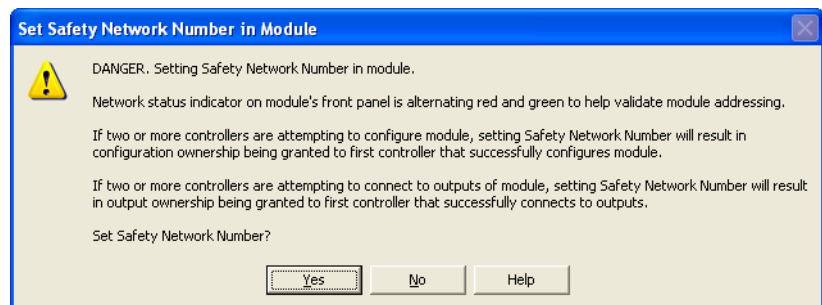 Set Safety Network Number in Module
DANGER. Setting Safety Network Number in module.
Network status indicator on module's front panel is alternating red and green to help validate module addressing.
If two or more controllers are attempting to configure module, setting Safety Network Number will result in
configuration ownership being granted to first controller that successfully configures module.
If two or more controllers are attempting to connect to outputs of module, setting Safety Network Number will result
in output ownership being granted to first controller that successfully connects to outputs.
Set Safety Network Number?
Yes No Help